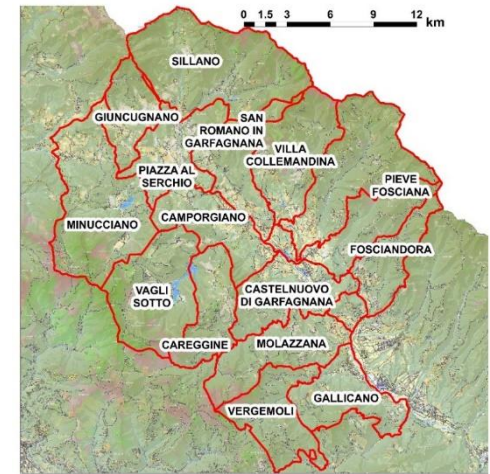 0 1.5 3 6 9 12
km
SILLANO
GIUNCUGNANO
SAN
ROMANO IN
GARFAGNANA
VILLA
COLLEMANDINA
PIAZZA AL
SERCHIO
PIEVE
FOSCIANA
MINUCCIANO
CAMPORGIANO
FOSCIANDORA
VAGLI
SOTTO
CASTELNUOVO
DI GARFAGNANA
CAREGGINE
MOLAZZANA
VERGEMOLI
GALLICANO